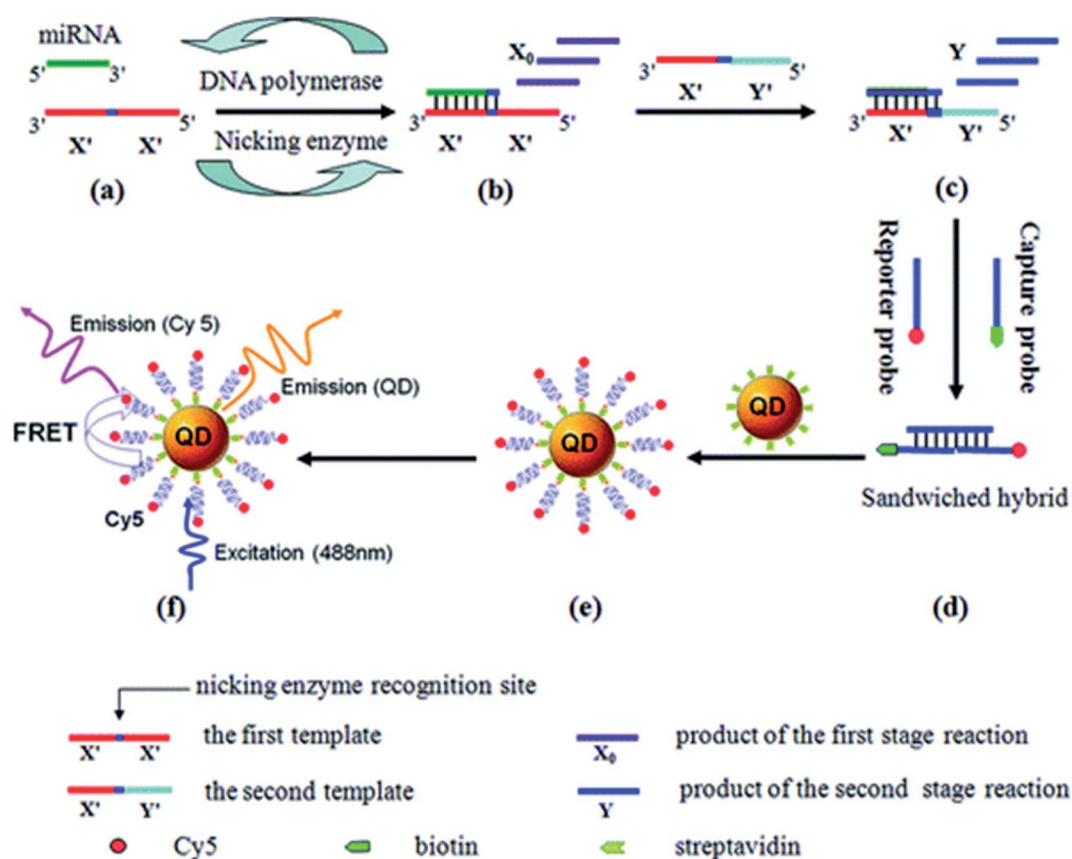 miRNA
5' 3'
3' 5'
X' X'
(a)
DNA polymerase
Nicking enzyme
X₀
3' 5'
X' X'
(b)
3' 5'
X' Y'
Y
3' 5'
X' Y'
(c)
Reporter probe
Capture probe
Sandwiched hybrid
(d)
QD
QD
(e)
Emission (Cy 5)
Emission (QD)
FRET
QD
Cy5
Excitation (488nm)
(f)
nicking enzyme recognition site
X' X' the first template
X₀ product of the first stage reaction
X' Y' the second template
Y product of the second stage reaction
Cy5 biotin streptavidin